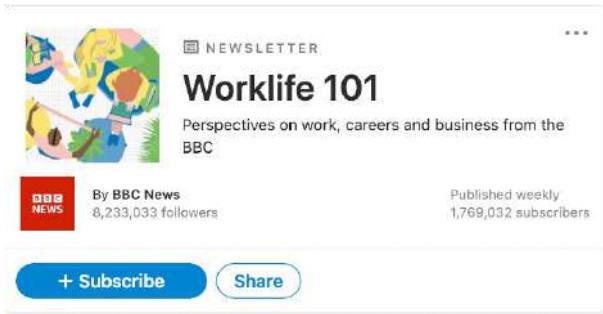 NEWSLETTER
Worklife 101
Perspectives on work, careers and business from the
BBC
BBC
NEWS
By BBC News
8,233,033 followers
Published weekly
1,769,032 subscribers
+ Subscribe
Share